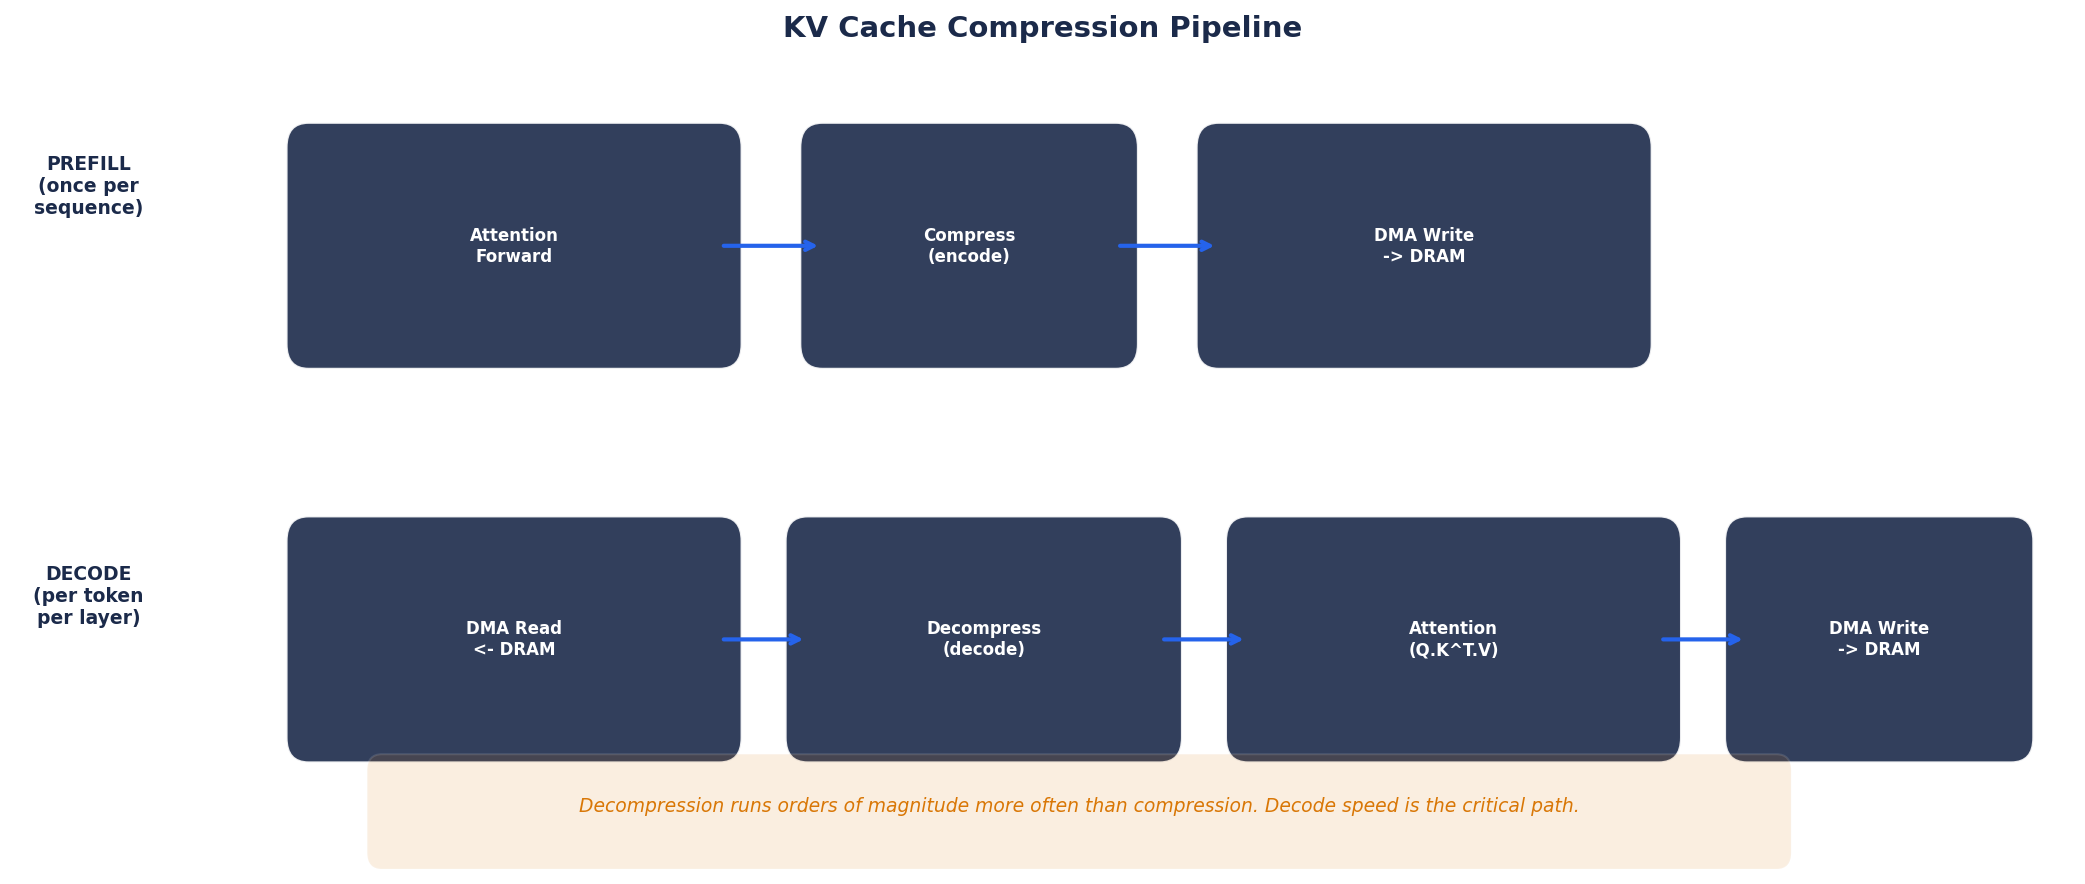 KV Cache Compression Pipeline
PREFILL
(once per
sequence)
Attention
Forward
Compress
(encode)
DMA Write
-> DRAM
DECODE
(per token
per layer)
DMA Read
<- DRAM
Decompress
(decode)
Attention
(Q.K^T.V)
DMA Write
-> DRAM
Decompression runs orders of magnitude more often than compression. Decode speed is the critical path.